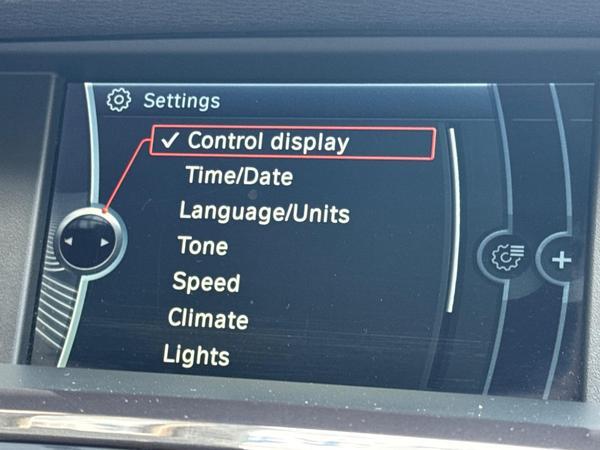 Settings
✓ Control display
Time/Date
Language/Units
Tone
Speed
Climate
Lights